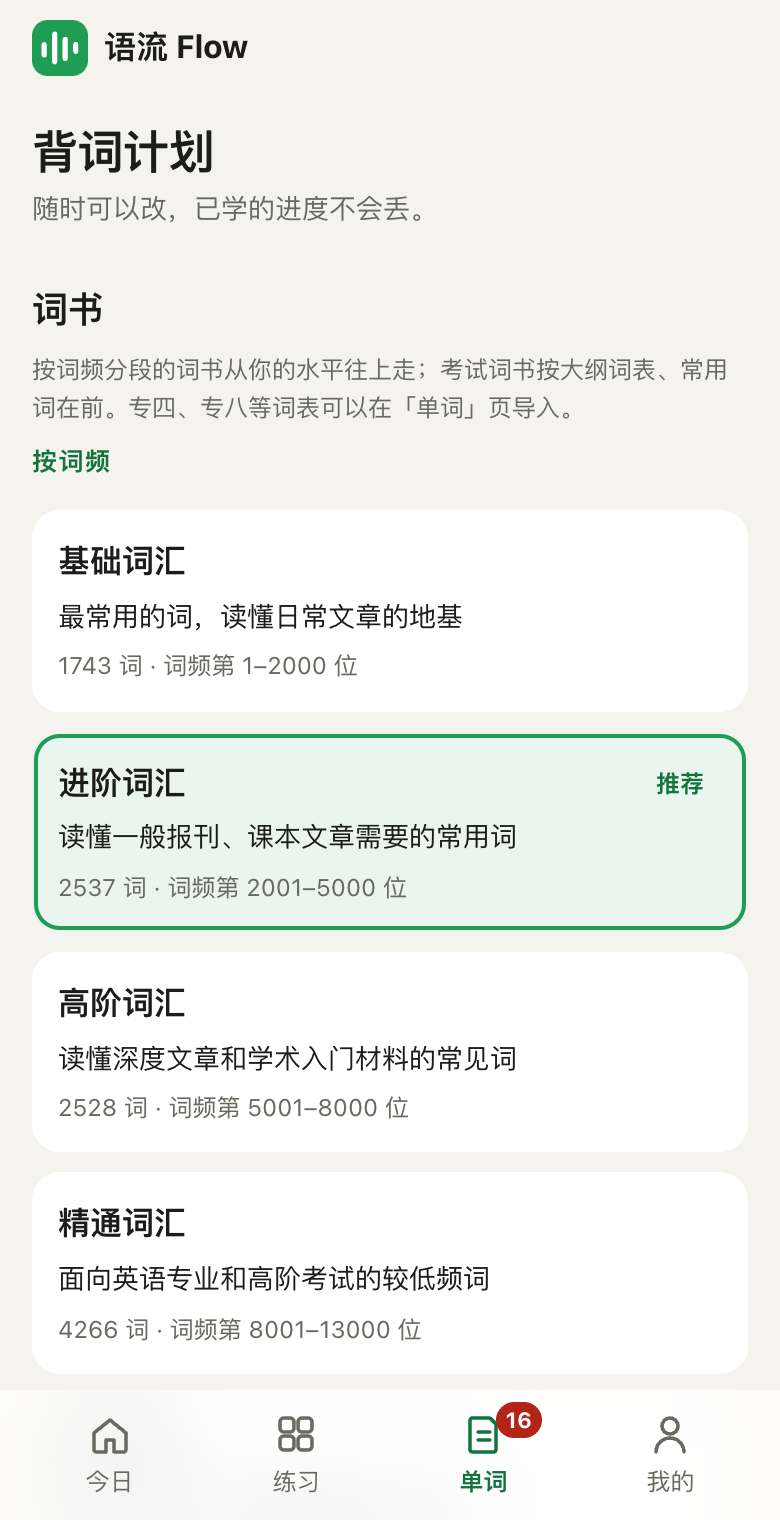 语流 Flow
背词计划
随时可以改，已学的进度不会丢。
词书
按词频分段的词书从你的水平往上走；考试词书按大纲词表、常用
词在前。专四、专八等词表可以在「单词」页导入。
按词频
基础词汇
最常用的词，读懂日常文章的地基
1743 词 · 词频第 1–2000 位
进阶词汇
推荐
读懂一般报刊、课本文章需要的常用词
2537 词 · 词频第 2001–5000 位
高阶词汇
读懂深度文章和学术入门材料的常见词
2528 词 · 词频第 5001–8000 位
精通词汇
面向英语专业和高阶考试的较低频词
4266 词 · 词频第 8001–13000 位
16
今日
练习
单词
我的